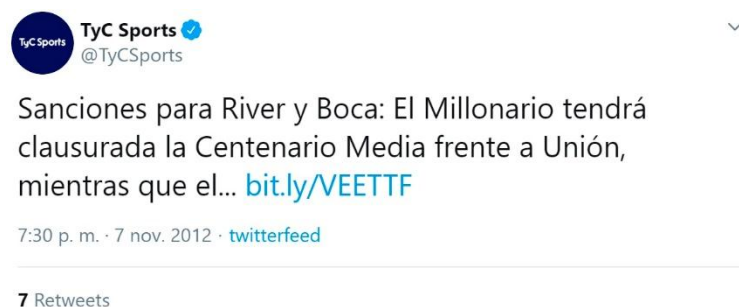 TyC Sports
TyC Sports
@TyCSports
Sanciones para River y Boca: El Millonario tendrá
clausurada la Centenario Media frente a Unión,
mientras que el... bit.ly/VEETTF
7:30 p. m. · 7 nov. 2012 · twitterfeed
7 Retweets